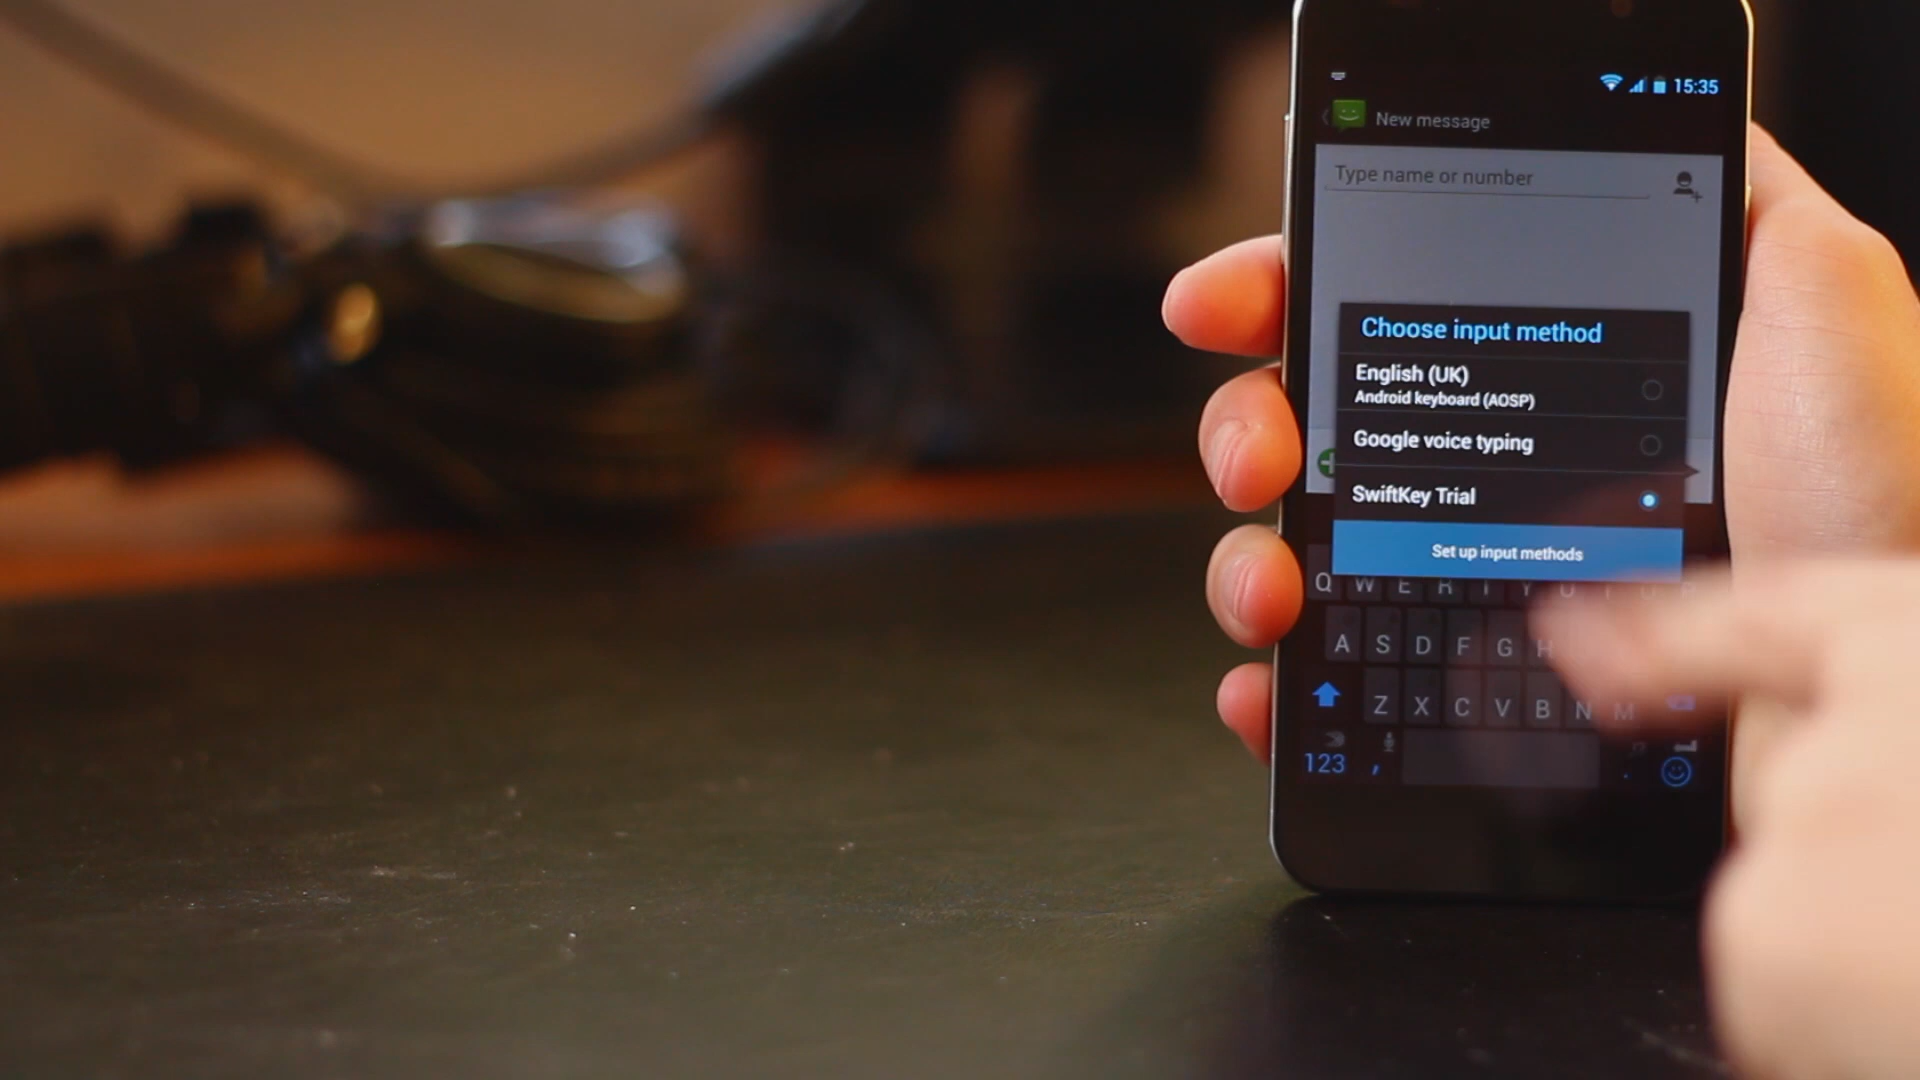 15:35
New message
Type name or number
Choose input method
English (UK)
Android keyboard (AOSP)
Google voice typing
SwiftKey Trial
Set up input methods
Q W E R T Y U
A S D F G H
Z X C V B N M
123 , .